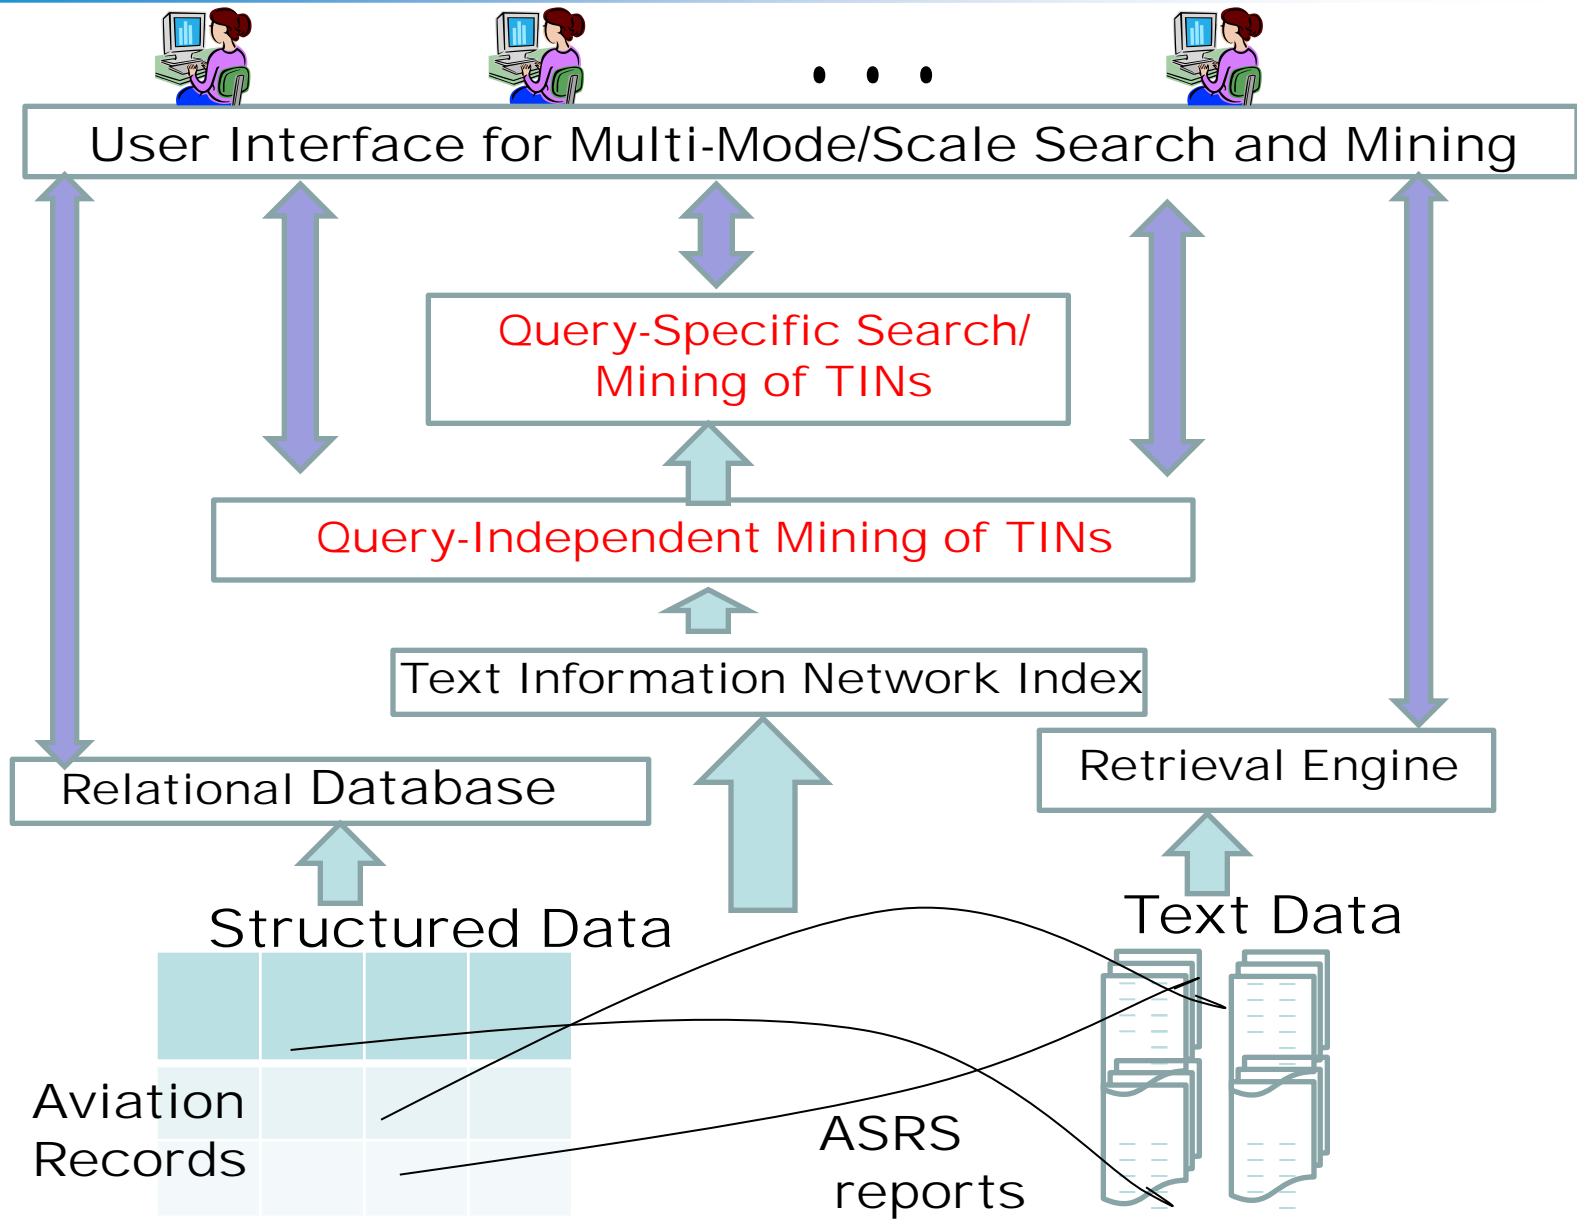 User Interface for Multi-Mode/Scale Search and Mining
Query-Specific Search/
Mining of TINs
Query-Independent Mining of TINs
Text Information Network Index
Relational Database
Retrieval Engine
Structured Data
Text Data
Aviation
Records
ASRS
reports